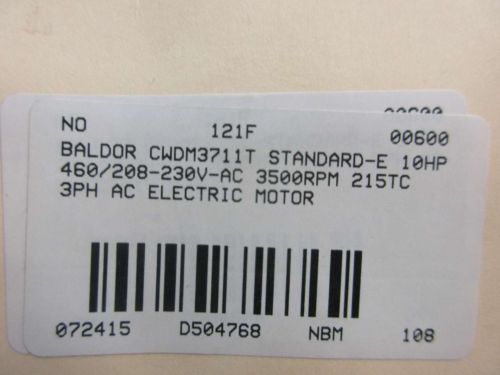 00600
NO 121F 00600
BALDOR CWDM3711T STANDARD-E 10HP
460/208-230V-AC 3500RPM 215TC
3PH AC ELECTRIC MOTOR
072415 D504768 NBM 108